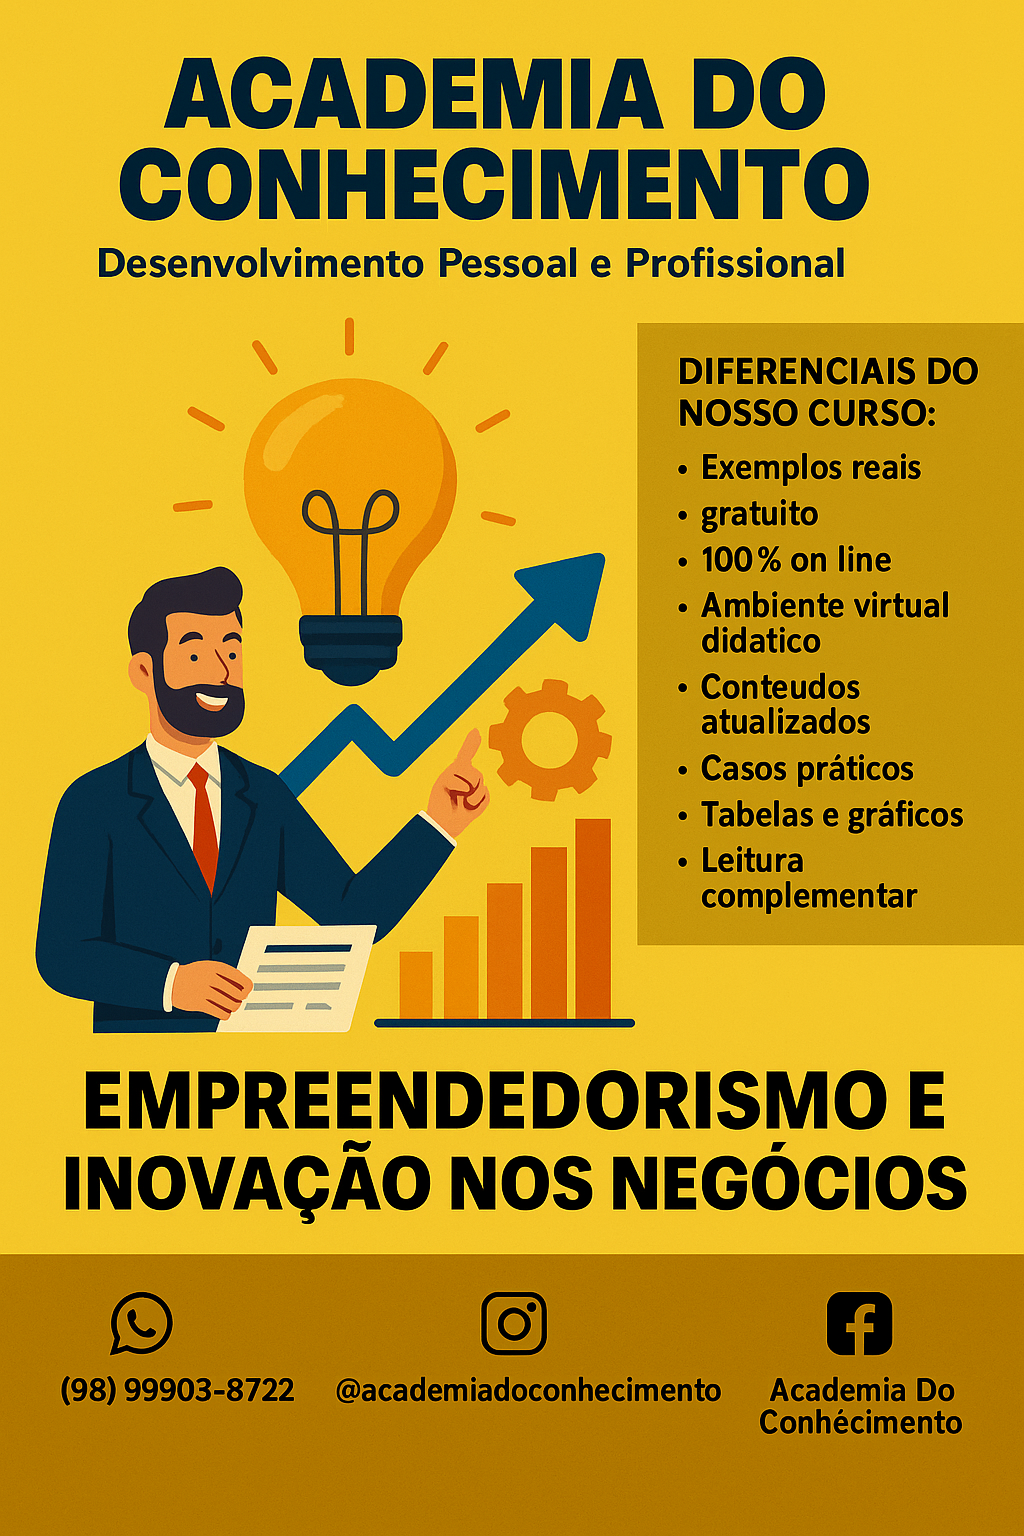 ACADEMIA DO
CONHECIMENTO
Desenvolvimento Pessoal e Profissional
DIFERENCIAIS DO
NOSSO CURSO:
• Exemplos reais
• gratuito
• 100% on line
• Ambiente virtual
didatico
• Conteudos
atualizados
• Casos práticos
• Tabelas e gráficos
• Leitura
complementar
EMPREENDEDORISMO E
INOVAÇÃO NOS NEGÓCIOS
(98) 99903-8722
@academiadoconhecimento
Academia Do
Conhécimento